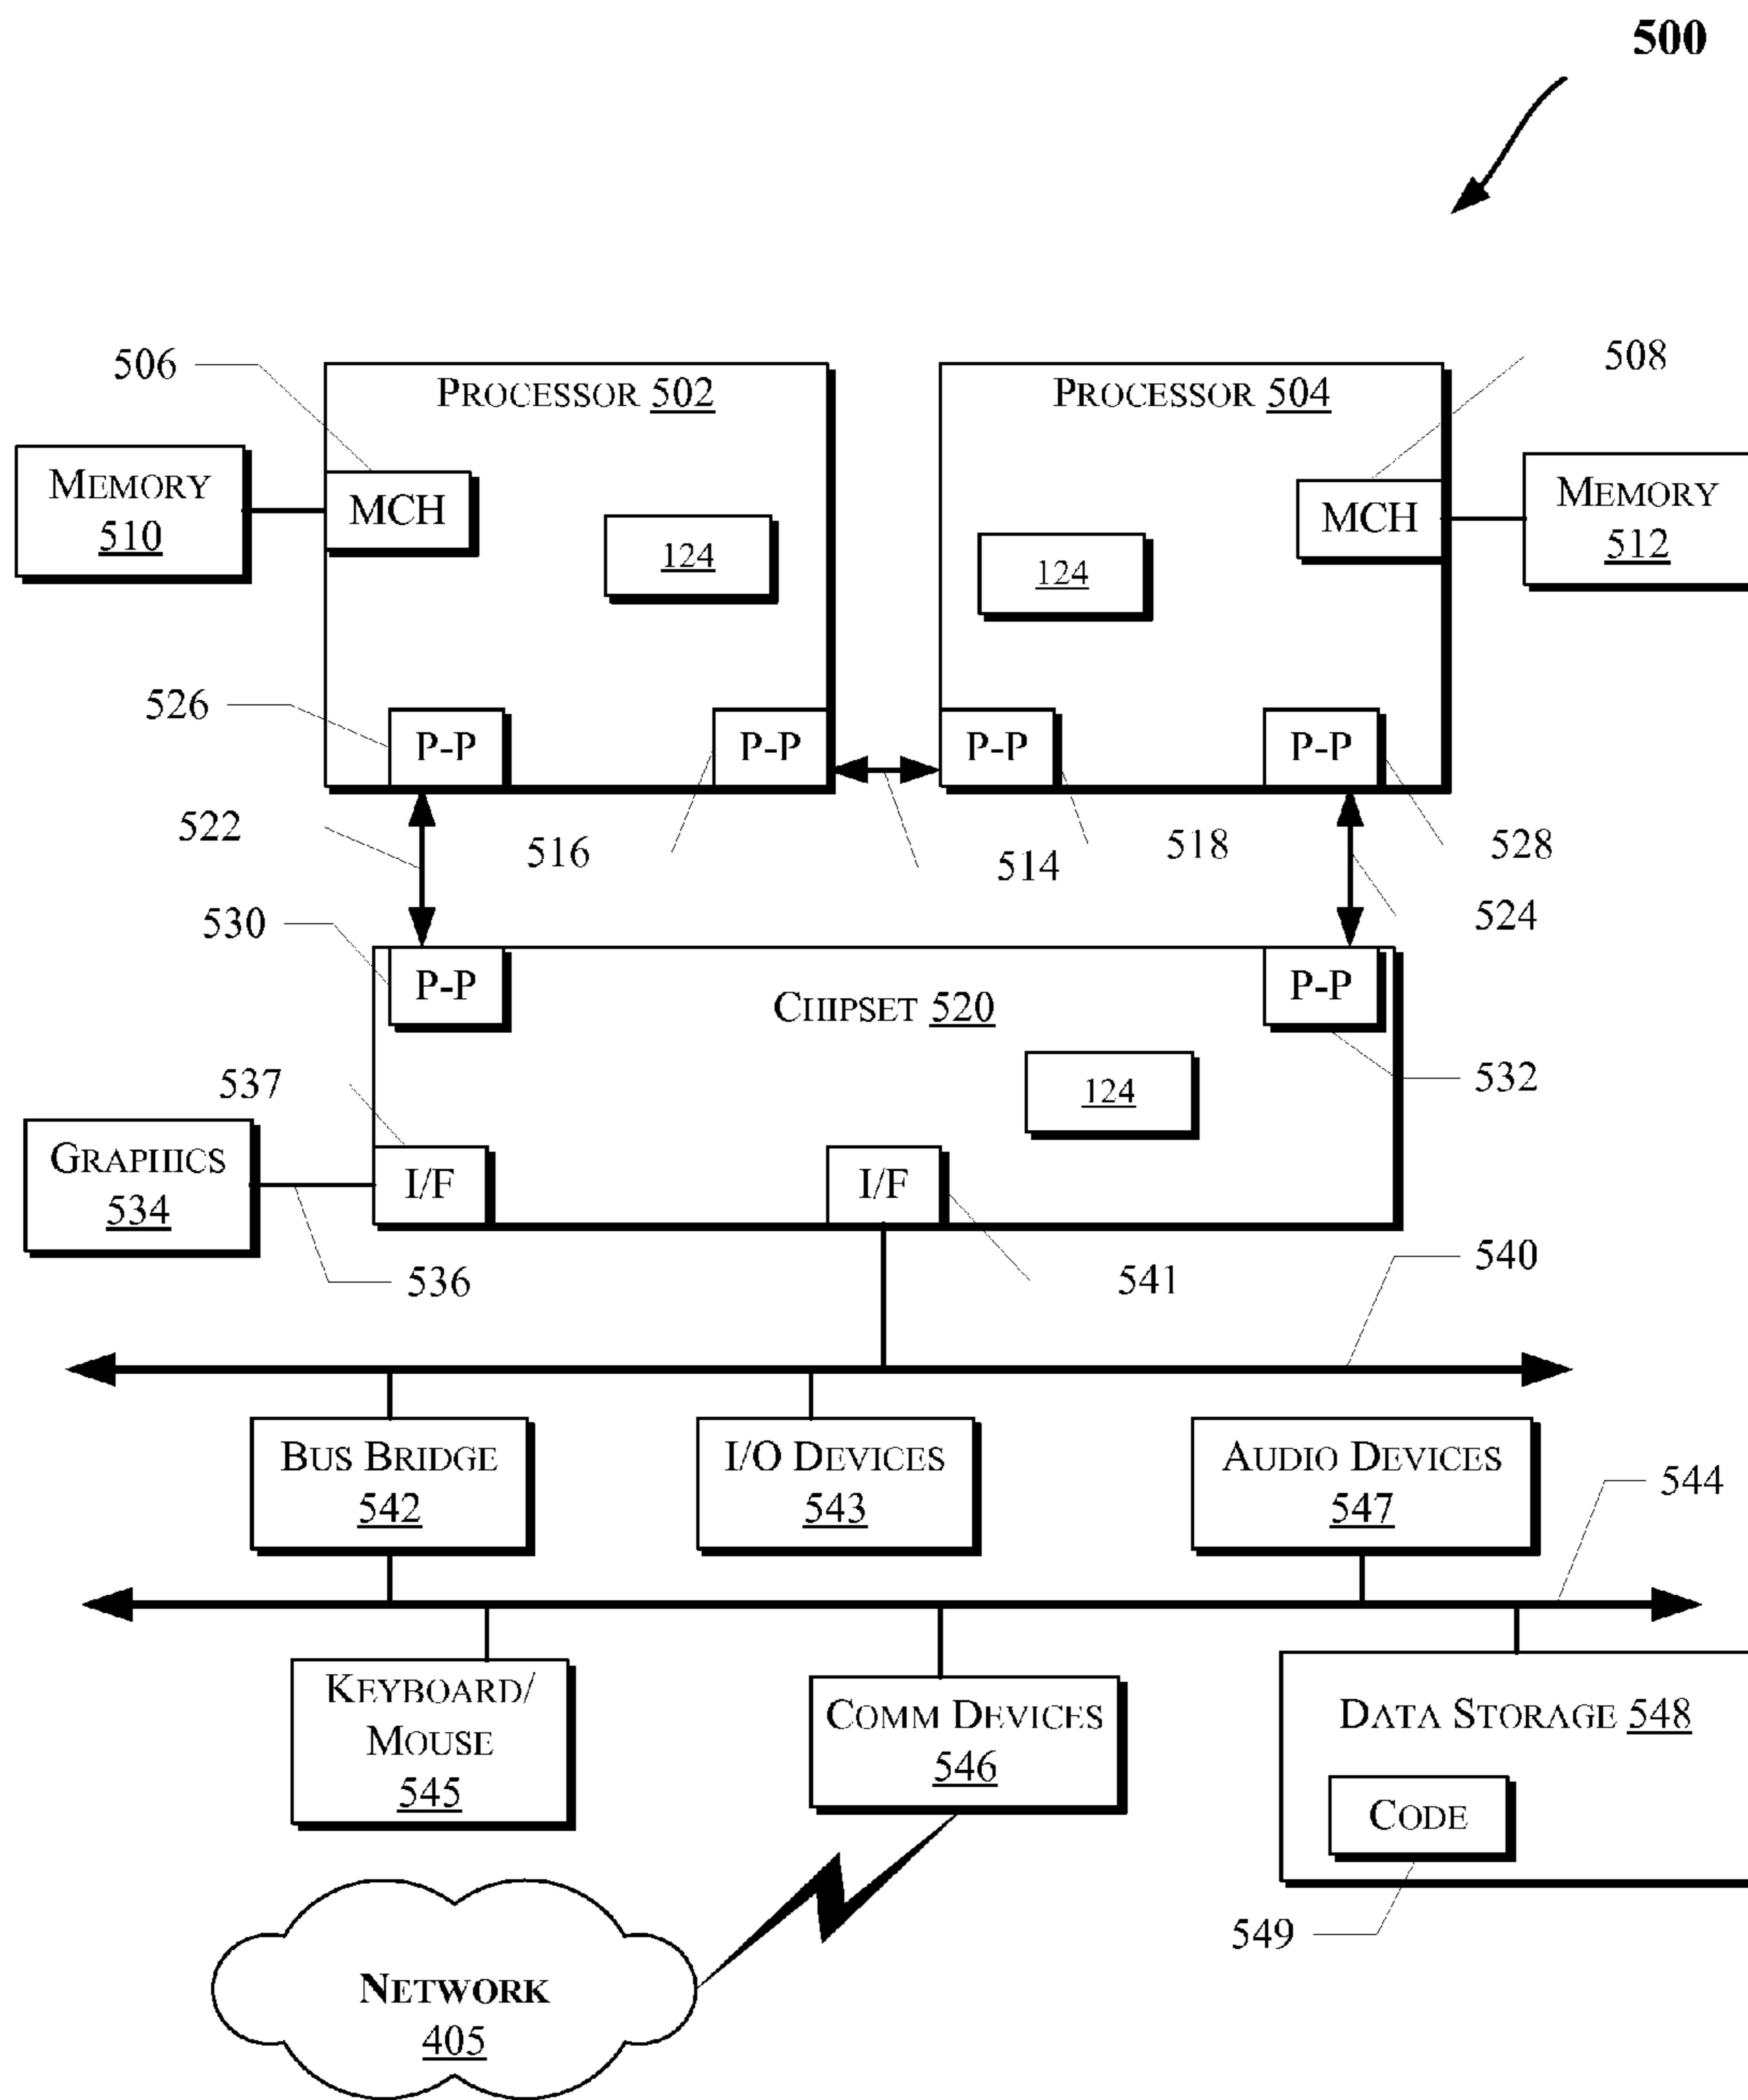 500
506
PROCESSOR 502
PROCESSOR 504
508
MEMORY
510
MCH
124
124
MCH
MEMORY
512
526
P-P
P-P
P-P
P-P
522
516
514
518
528
524
530
P-P
CHIPSET 520
P-P
537
124
532
GRAPHICS
534
I/F
I/F
536
541
540
BUS BRIDGE
542
I/O DEVICES
543
AUDIO DEVICES
547
544
KEYBOARD/
MOUSE
545
COMM DEVICES
546
DATA STORAGE 548
CODE
549
NETWORK
405